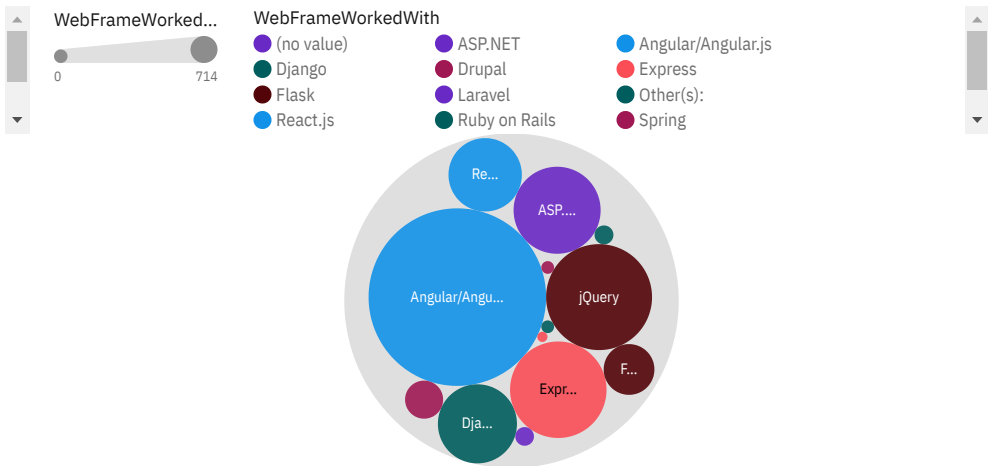 WebFrameWorked...
0 714
WebFrameWorkedWith
(no value) ASP.NET Angular/Angular.js
Django Drupal Express
Flask Laravel Other(s):
React.js Ruby on Rails Spring
Re...
ASP....
Angular/Angu...
jQuery
F...
Expr...
Dja...